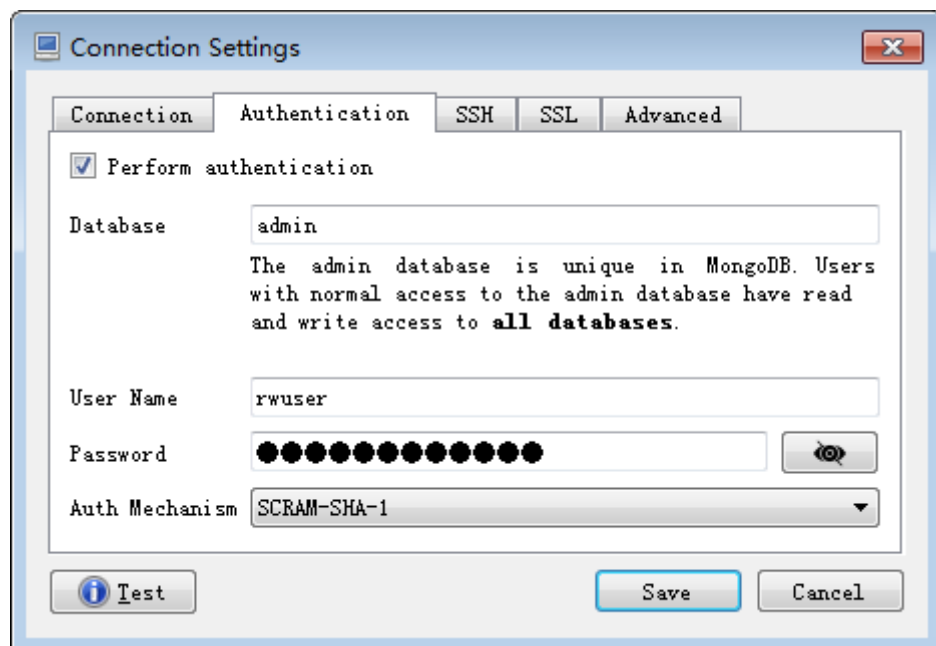 Connection Settings
Connection Authentication SSH SSL Advanced
Perform authentication
Database admin
The admin database is unique in MongoDB. Users
with normal access to the admin database have read
and write access to all databases.
User Name rwuser
Password ●●●●●●●●●●●●
Auth Mechanism SCRAM-SHA-1
Test Save Cancel